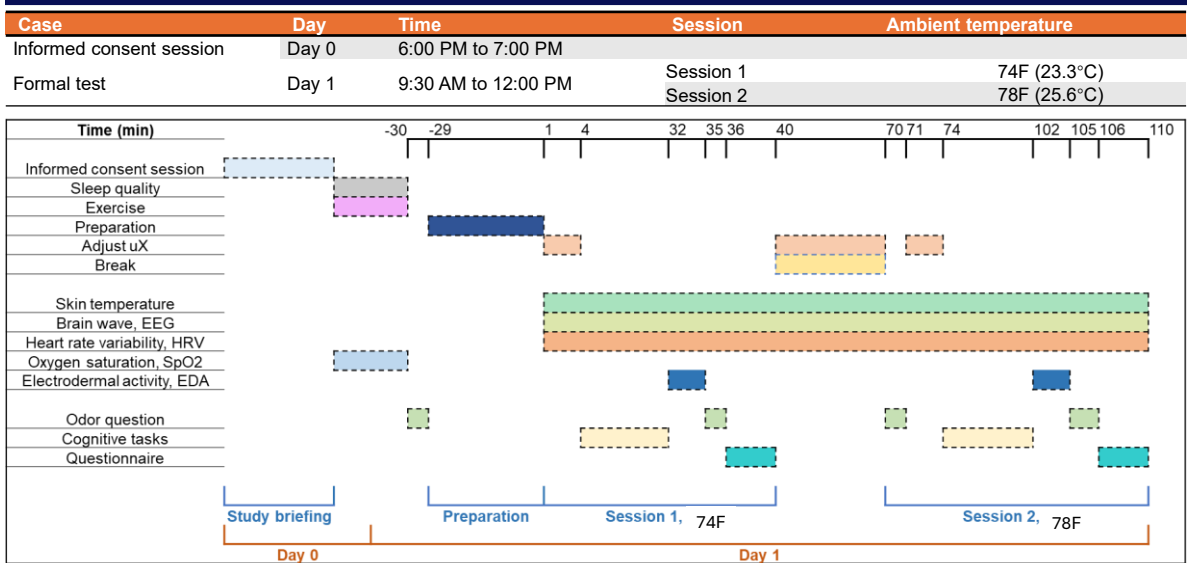 Case Day Time Session Ambient temperature
Informed consent session Day 0 6:00 PM to 7:00 PM
Formal test Day 1 9:30 AM to 12:00 PM
Session 1 74F (23.3°C)
Session 2 78F (25.6°C)
Time (min) -30 -29 1 4 32 35 36 40 70 71 74 102 105 106 110
Informed consent session
Sleep quality
Exercise
Preparation
Adjust uX
Break
Skin temperature
Brain wave, EEG
Heart rate variability, HRV
Oxygen saturation, SpO2
Electrodermal activity, EDA
Odor question
Cognitive tasks
Questionnaire
Study briefing Preparation Session 1, 74F Session 2, 78F
Day 0 Day 1